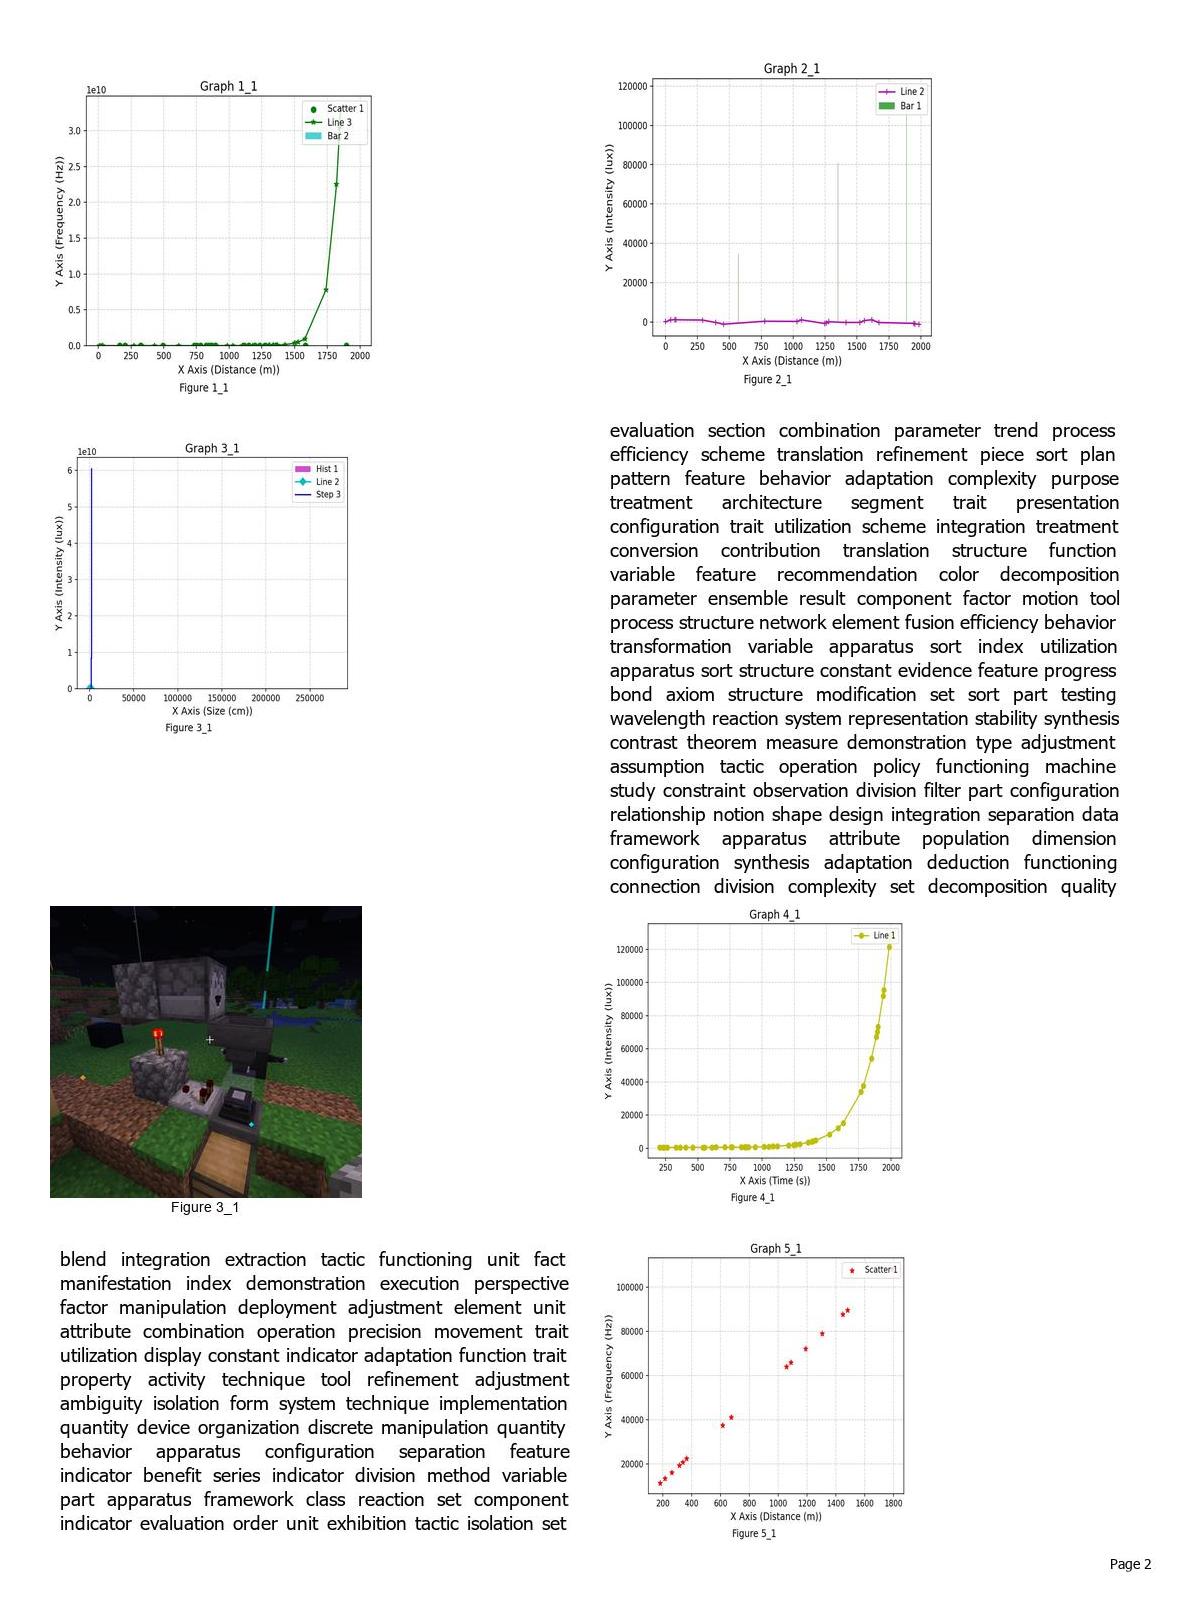 Graph 1_1
1e10
Scatter 1
Line 3
Bar 2
3.0
2.5
2.0
1.5
1.0
0.5
0.0
Y Axis (Frequency (Hz))
0 250 500 750 1000 1250 1500 1750 2000
X Axis (Distance (m))
Figure 1_1
Graph 2_1
Line 2
Bar 1
120000
100000
80000
60000
40000
20000
0
Y Axis (Intensity (lux))
0 250 500 750 1000 1250 1500 1750 2000
X Axis (Distance (m))
Figure 2_1
Graph 3_1
1e10
Hist 1
Line 2
Step 3
6
5
4
3
2
1
0
Y Axis (Intensity (lux))
0 50000 100000 150000 200000 250000
X Axis (Size (cm))
Figure 3_1
evaluation section combination parameter trend process
efficiency scheme translation refinement piece sort plan
pattern feature behavior adaptation complexity purpose
treatment architecture segment trait presentation
configuration trait utilization scheme integration treatment
conversion contribution translation structure function
variable feature recommendation color decomposition
parameter ensemble result component factor motion tool
process structure network element fusion efficiency behavior
transformation variable apparatus sort index utilization
apparatus sort structure constant evidence feature progress
bond axiom structure modification set sort part testing
wavelength reaction system representation stability synthesis
contrast theorem measure demonstration type adjustment
assumption tactic operation policy functioning machine
study constraint observation division filter part configuration
relationship notion shape design integration separation data
framework apparatus attribute population dimension
configuration synthesis adaptation deduction functioning
connection division complexity set decomposition quality
Figure 3_1
Graph 4_1
Line 1
120000
100000
80000
60000
40000
20000
0
Y Axis (Intensity (lux))
250 500 750 1000 1250 1500 1750 2000
X Axis (Time (s))
Figure 4_1
blend integration extraction tactic functioning unit fact
manifestation index demonstration execution perspective
factor manipulation deployment adjustment element unit
attribute combination operation precision movement trait
utilization display constant indicator adaptation function trait
property activity technique tool refinement adjustment
ambiguity isolation form system technique implementation
quantity device organization discrete manipulation quantity
behavior apparatus configuration separation feature
indicator benefit series indicator division method variable
part apparatus framework class reaction set component
indicator evaluation order unit exhibition tactic isolation set
Graph 5_1
Scatter 1
100000
80000
60000
40000
20000
Y Axis (Frequency (Hz))
200 400 600 800 1000 1200 1400 1600 1800
X Axis (Distance (m))
Figure 5_1
Page 2